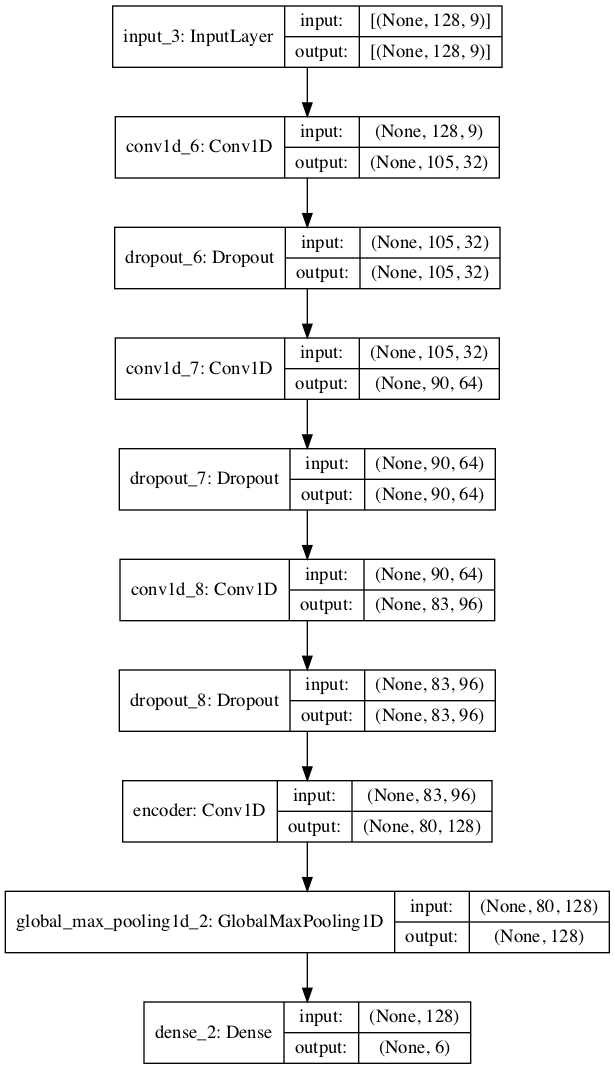 input_3: InputLayer
input:
[(None, 128, 9)]
output:
[(None, 128, 9)]
conv1d_6: Conv1D
input:
(None, 128, 9)
output:
(None, 105, 32)
dropout_6: Dropout
input:
(None, 105, 32)
output:
(None, 105, 32)
conv1d_7: Conv1D
input:
(None, 105, 32)
output:
(None, 90, 64)
dropout_7: Dropout
input:
(None, 90, 64)
output:
(None, 90, 64)
conv1d_8: Conv1D
input:
(None, 90, 64)
output:
(None, 83, 96)
dropout_8: Dropout
input:
(None, 83, 96)
output:
(None, 83, 96)
encoder: Conv1D
input:
(None, 83, 96)
output:
(None, 80, 128)
global_max_pooling1d_2: GlobalMaxPooling1D
input:
(None, 80, 128)
output:
(None, 128)
dense_2: Dense
input:
(None, 128)
output:
(None, 6)